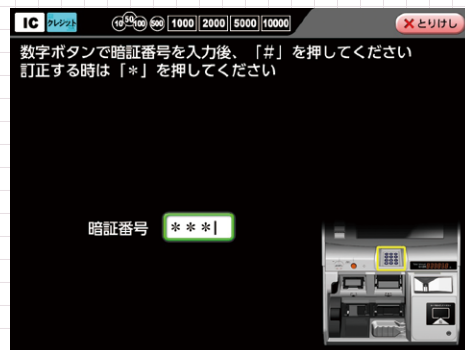 IC クレジット 10 50 100 500 1000 2000 5000 10000 ×とりけし
数字ボタンで暗証番号を入力後、「#」を押してください
訂正する時は「*」を押してください
暗証番号 ***